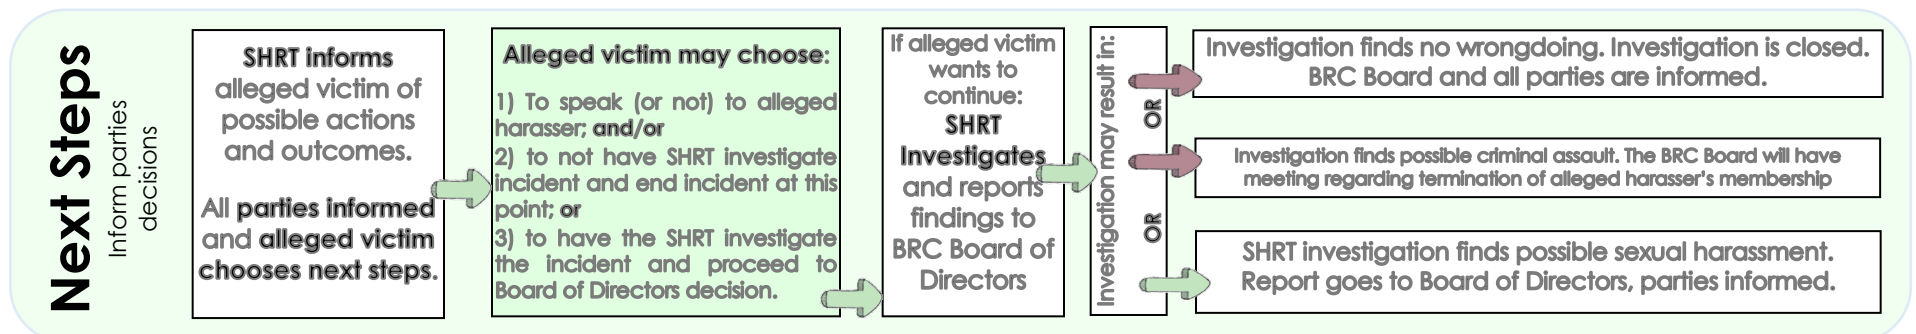 Next Steps
Inform parties
decisions
SHRT informs
alleged victim of
possible actions
and outcomes.
All parties informed
and alleged victim
chooses next steps.
Alleged victim may choose:
1) To speak (or not) to alleged
harasser; and/or
2) to not have SHRT investigate
incident and end incident at this
point; or
3) to have the SHRT investigate
the incident and proceed to
Board of Directors decision.
If alleged victim
wants to
continue:
SHRT
Investigates
and reports
findings to
BRC Board of
Directors
Investigation may result in:
Investigation finds no wrongdoing. Investigation is closed.
BRC Board and all parties are informed.
OR
Investigation finds possible criminal assault. The BRC Board will have
meeting regarding termination of alleged harasser's membership
OR
SHRT investigation finds possible sexual harassment.
Report goes to Board of Directors, parties informed.